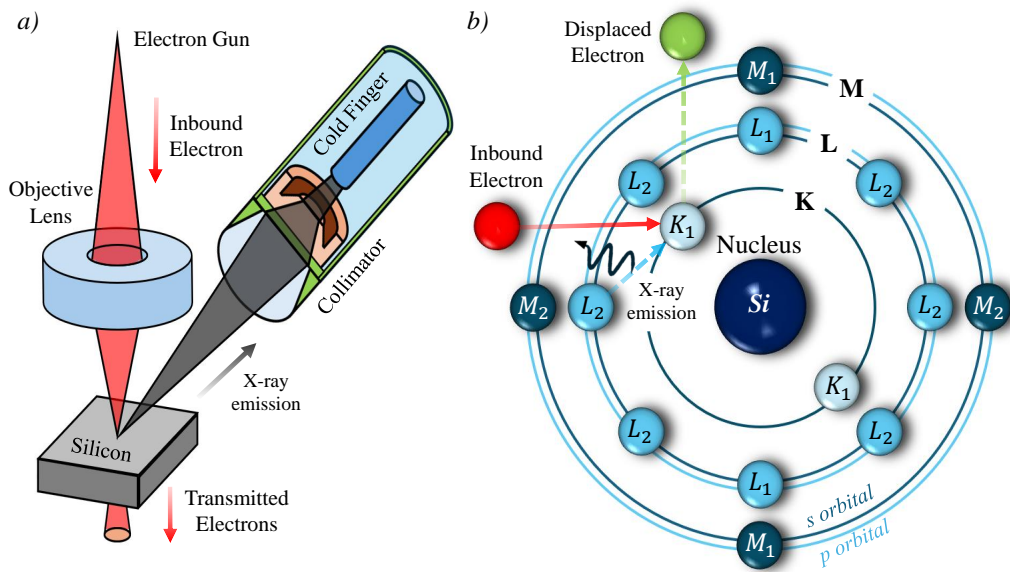 a)
Electron Gun
Inbound
Electron
Objective
Lens
Cold Finger
Collimator
X-ray
emission
Silicon
Transmitted
Electrons
b)
Displaced
Electron
M₁
M
L₁
L
Inbound
Electron
L₂
L₂
K
K₁
Nucleus
X-ray
emission
Si
M₂
L₂
L₂
M₂
K₁
L₂
L₂
L₁
s orbital
p orbital
M₁